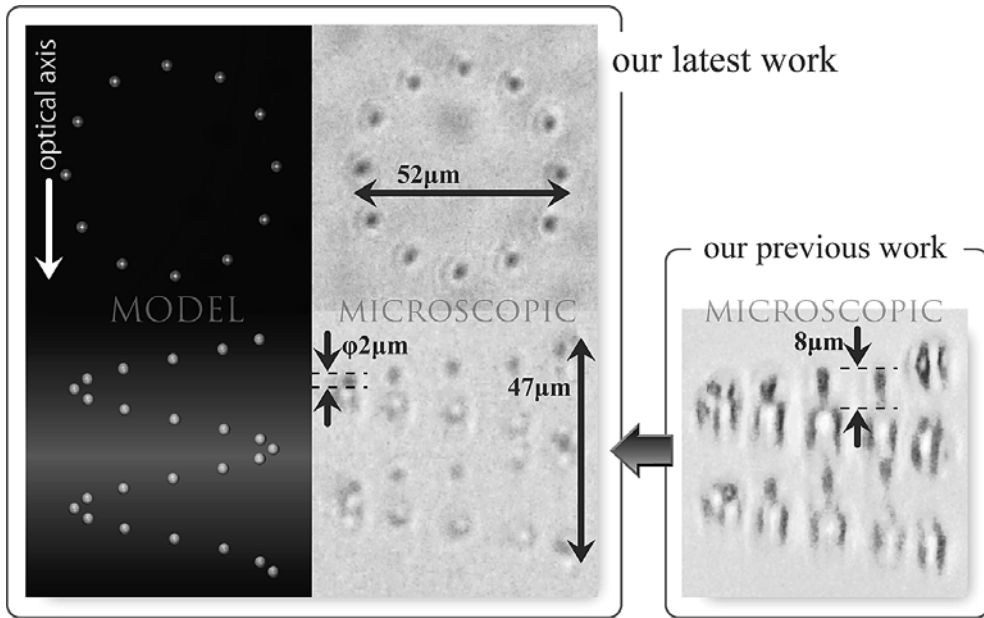 our latest work
optical axis
52μm
our previous work
MODEL
MICROSCOPIC
MICROSCOPIC
φ2μm
47μm
8μm